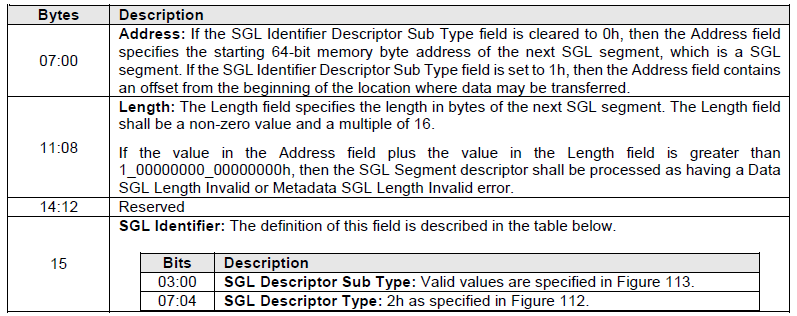 Bytes Description
07:00
Address: If the SGL Identifier Descriptor Sub Type field is cleared to 0h, then the Address field
specifies the starting 64-bit memory byte address of the next SGL segment, which is a SGL
segment. If the SGL Identifier Descriptor Sub Type field is set to 1h, then the Address field contains
an offset from the beginning of the location where data may be transferred.
11:08
Length: The Length field specifies the length in bytes of the next SGL segment. The Length field
shall be a non-zero value and a multiple of 16.
If the value in the Address field plus the value in the Length field is greater than
1_00000000_00000000h, then the SGL Segment descriptor shall be processed as having a Data
SGL Length Invalid or Metadata SGL Length Invalid error.
14:12 Reserved
15
SGL Identifier: The definition of this field is described in the table below.
Bits Description
03:00 SGL Descriptor Sub Type: Valid values are specified in Figure 113.
07:04 SGL Descriptor Type: 2h as specified in Figure 112.